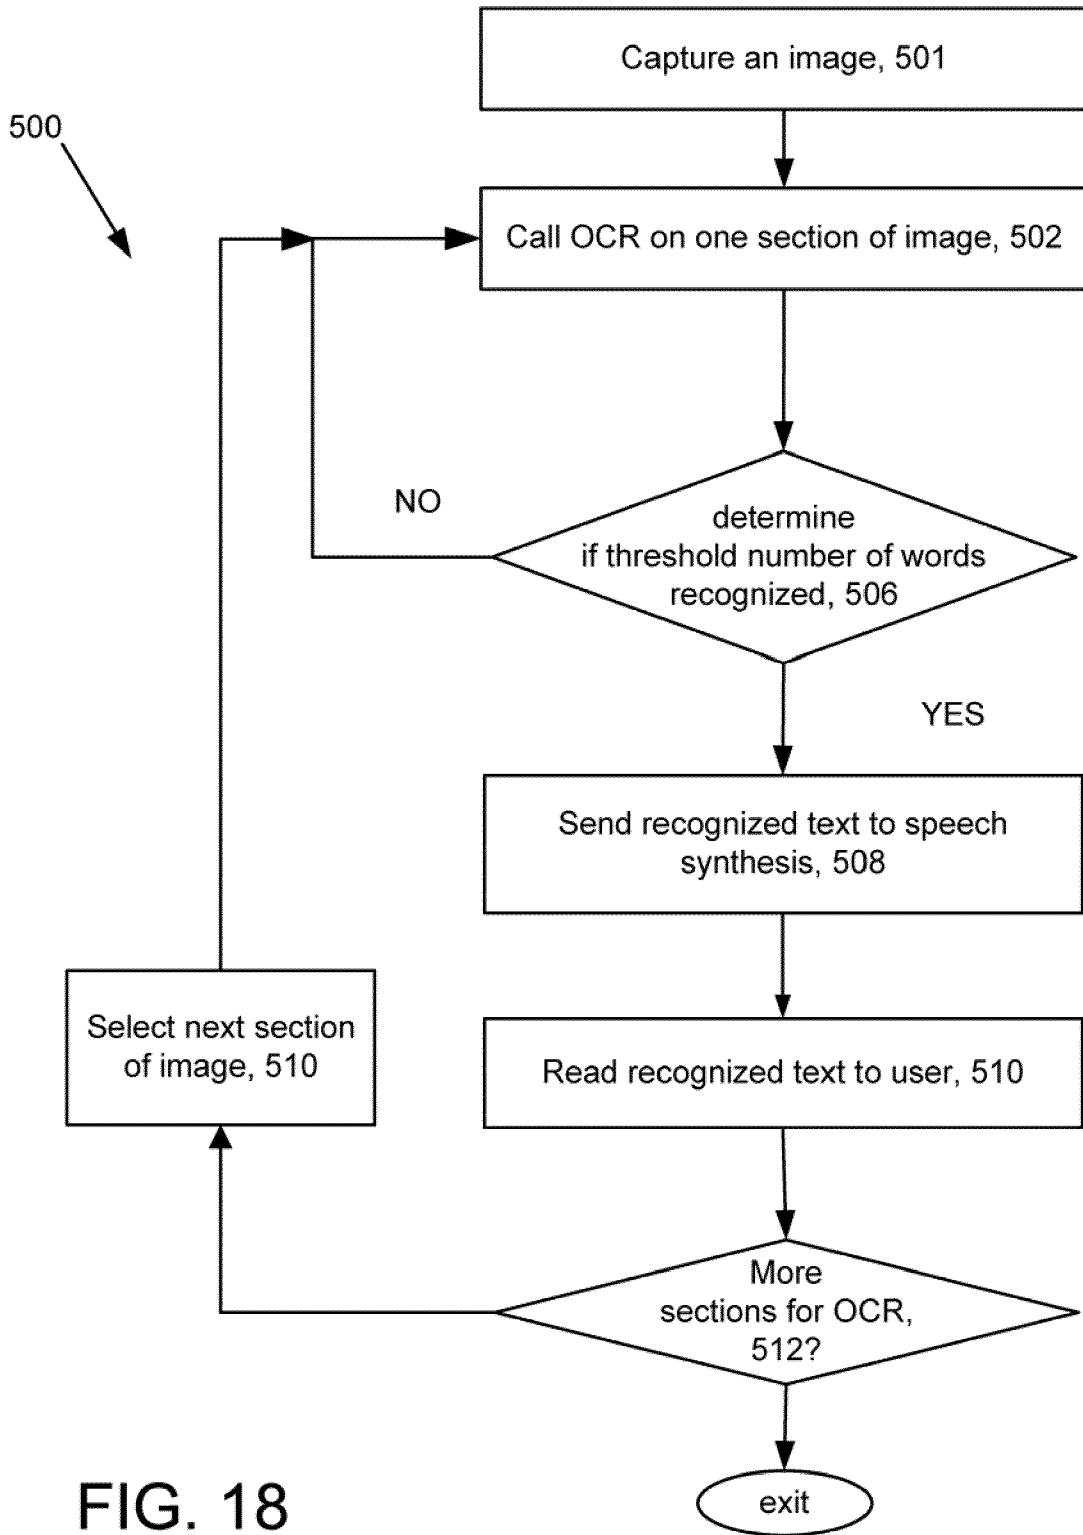 Capture an image, 501
500
Call OCR on one section of image, 502
NO
determine
if threshold number of words
recognized, 506
YES
Send recognized text to speech
synthesis, 508
Select next section
of image, 510
Read recognized text to user, 510
More
sections for OCR,
512?
exit
FIG. 18